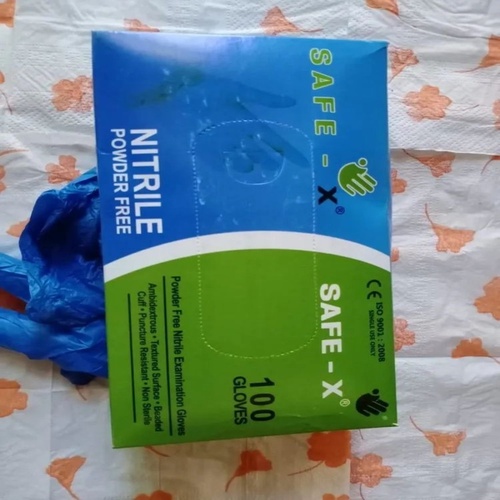 SAFE - X®
NITRILE
POWDER FREE
CE ISO 9001 : 2008
SINGLE USE ONLY
SAFE - X®
100
GLOVES
Powder Free Nitrile Examination Gloves
Ambidextrous • Textured Surface • Beaded
Cuff • Puncture Resistant • Non Sterile